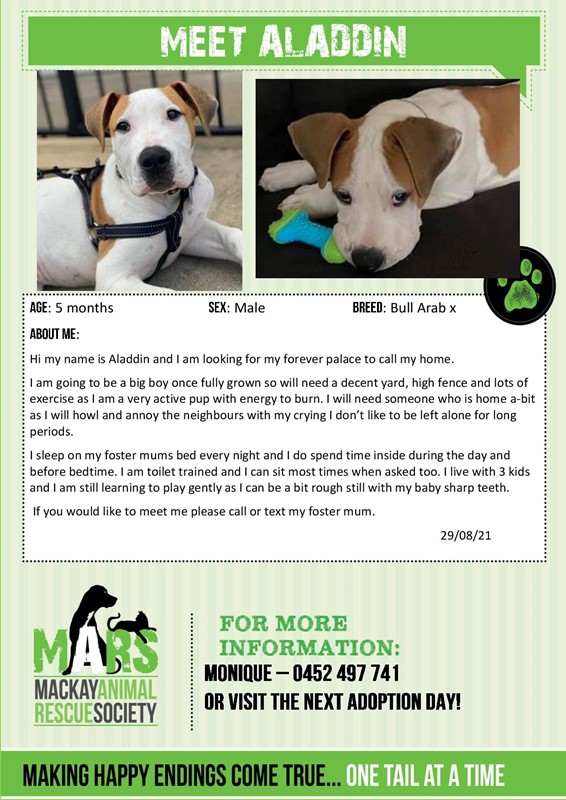 MEET ALADDIN
AGE: 5 months SEX: Male BREED: Bull Arab x
ABOUT ME:
Hi my name is Aladdin and I am looking for my forever palace to call my home.
I am going to be a big boy once fully grown so will need a decent yard, high fence and lots of
exercise as I am a very active pup with energy to burn. I will need someone who is home a-bit
as I will howl and annoy the neighbours with my crying I don’t like to be left alone for long
periods.
I sleep on my foster mums bed every night and I do spend time inside during the day and
before bedtime. I am toilet trained and I can sit most times when asked too. I live with 3 kids
and I am still learning to play gently as I can be a bit rough still with my baby sharp teeth.
If you would like to meet me please call or text my foster mum.
29/08/21
MARS
MACKAYANIMAL
RESCUESOCIETY
FOR MORE
INFORMATION:
MONIQUE – 0452 497 741
OR VISIT THE NEXT ADOPTION DAY!
MAKING HAPPY ENDINGS COME TRUE... ONE TAIL AT A TIME